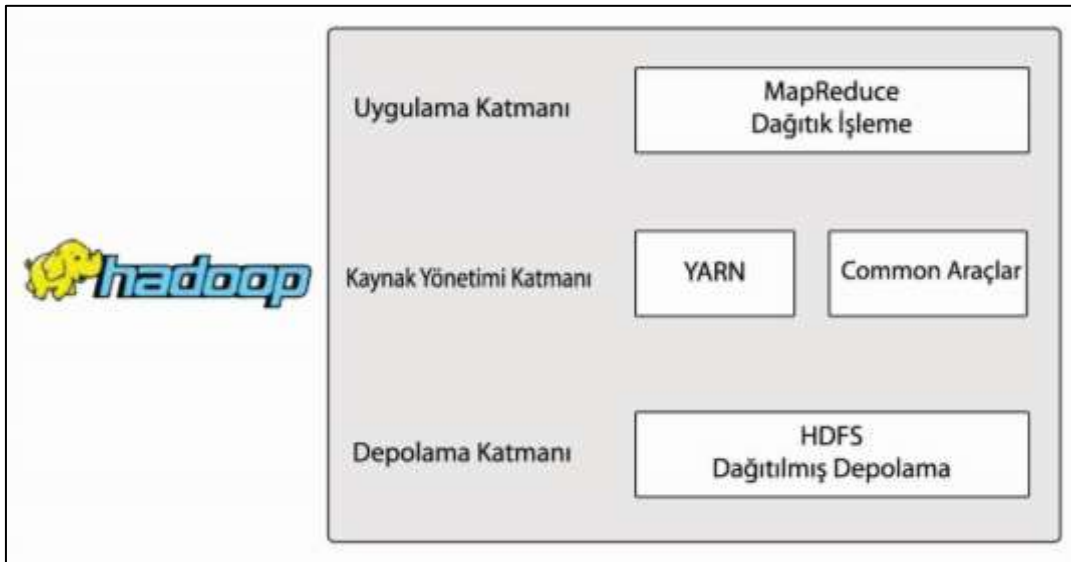 Uygulama Katmanı
MapReduce
Dağıtık İşleme
hadoop
Kaynak Yönetimi Katmanı
YARN
Common Araçlar
Depolama Katmanı
HDFS
Dağıtılmış Depolama